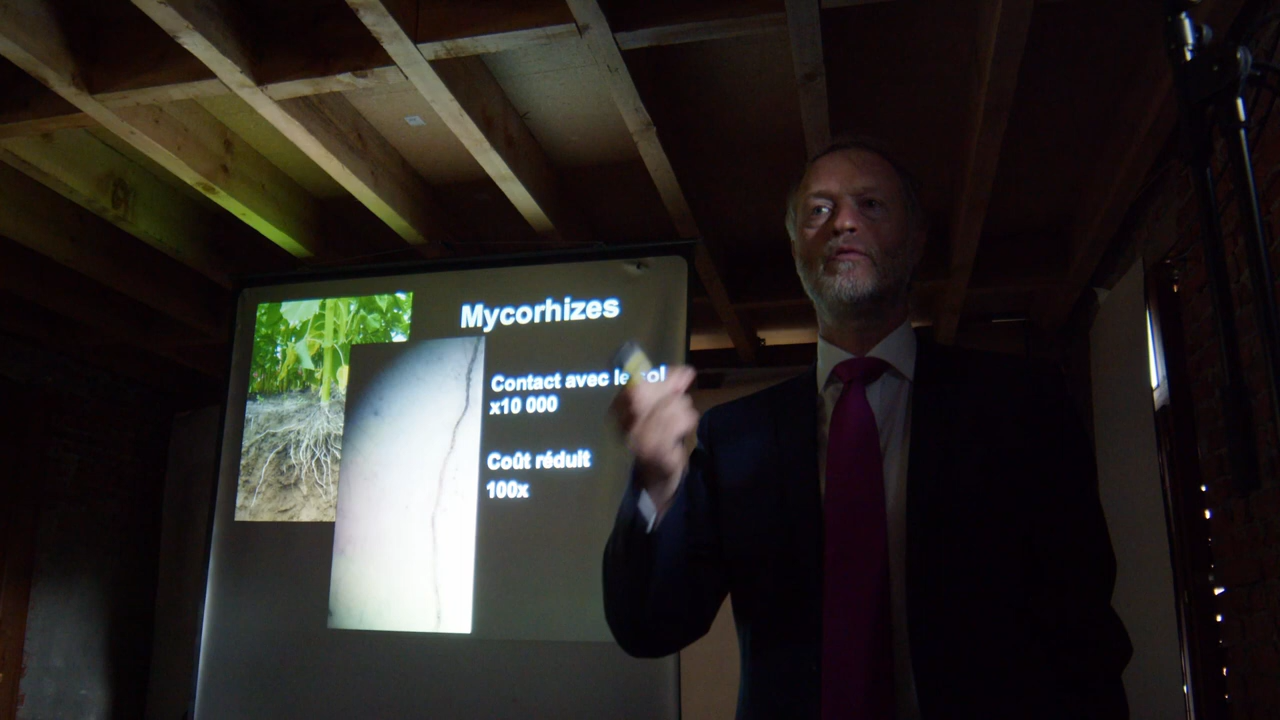 Mycorhizes
Contact avec le sol
x10 000
Coût réduit
100x